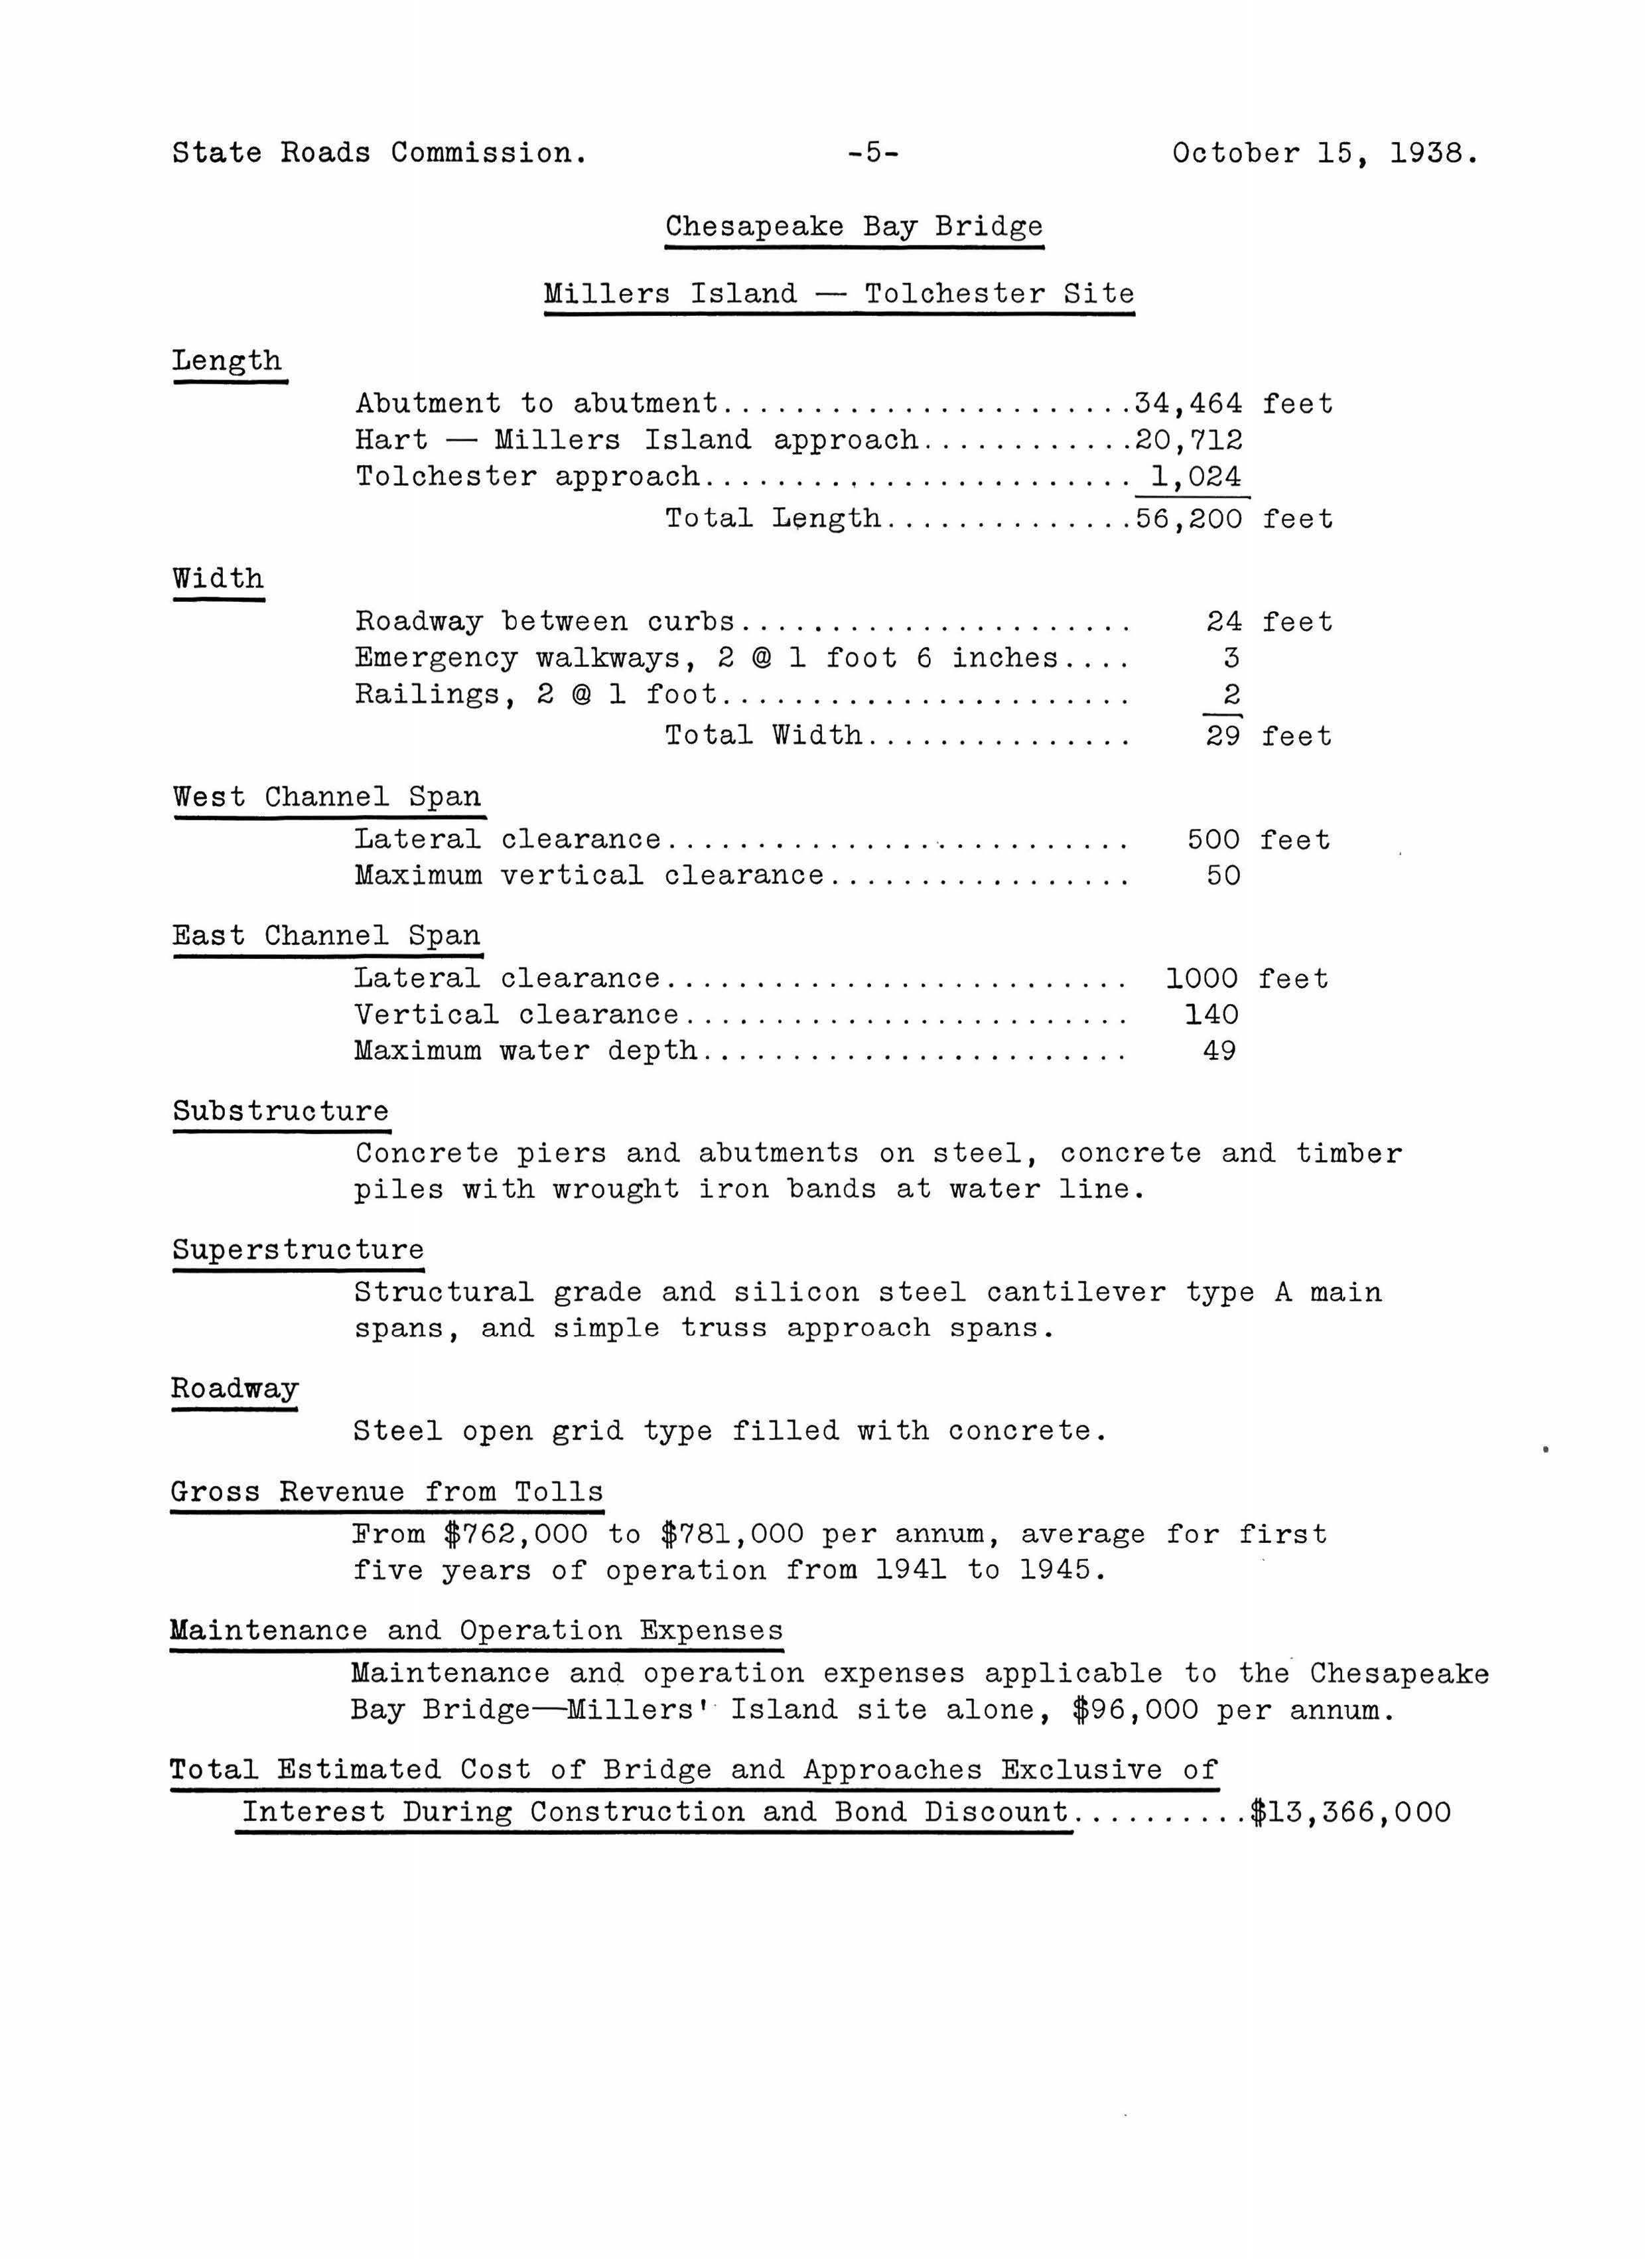 State Roads Commission. -5- October 15, 1938.
Chesapeake Bay Bridge
Millers Island — Tolchester Site
Length
Abutment to abutment.......................34,464 feet
Hart — Millers Island approach............20,712
Tolchester approach........................ 1,024
Total Length..............56,200 feet
Width
Roadway between curbs...................... 24 feet
Emergency walkways, 2 @ 1 foot 6 inches.... 3
Railings, 2 @ 1 foot....................... 2
Total Width............... 29 feet
West Channel Span
Lateral clearance.......................... 500 feet
Maximum vertical clearance................. 50
East Channel Span
Lateral clearance.......................... 1000 feet
Vertical clearance......................... 140
Maximum water depth........................ 49
Substructure
Concrete piers and abutments on steel, concrete and timber
piles with wrought iron bands at water line.
Superstructure
Structural grade and silicon steel cantilever type A main
spans, and simple truss approach spans.
Roadway
Steel open grid type filled with concrete.
Gross Revenue from Tolls
From $762,000 to $781,000 per annum, average for first
five years of operation from 1941 to 1945.
Maintenance and Operation Expenses
Maintenance and operation expenses applicable to the Chesapeake
Bay Bridge—Millers' Island site alone, $96,000 per annum.
Total Estimated Cost of Bridge and Approaches Exclusive of
Interest During Construction and Bond Discount..........$13,366,000